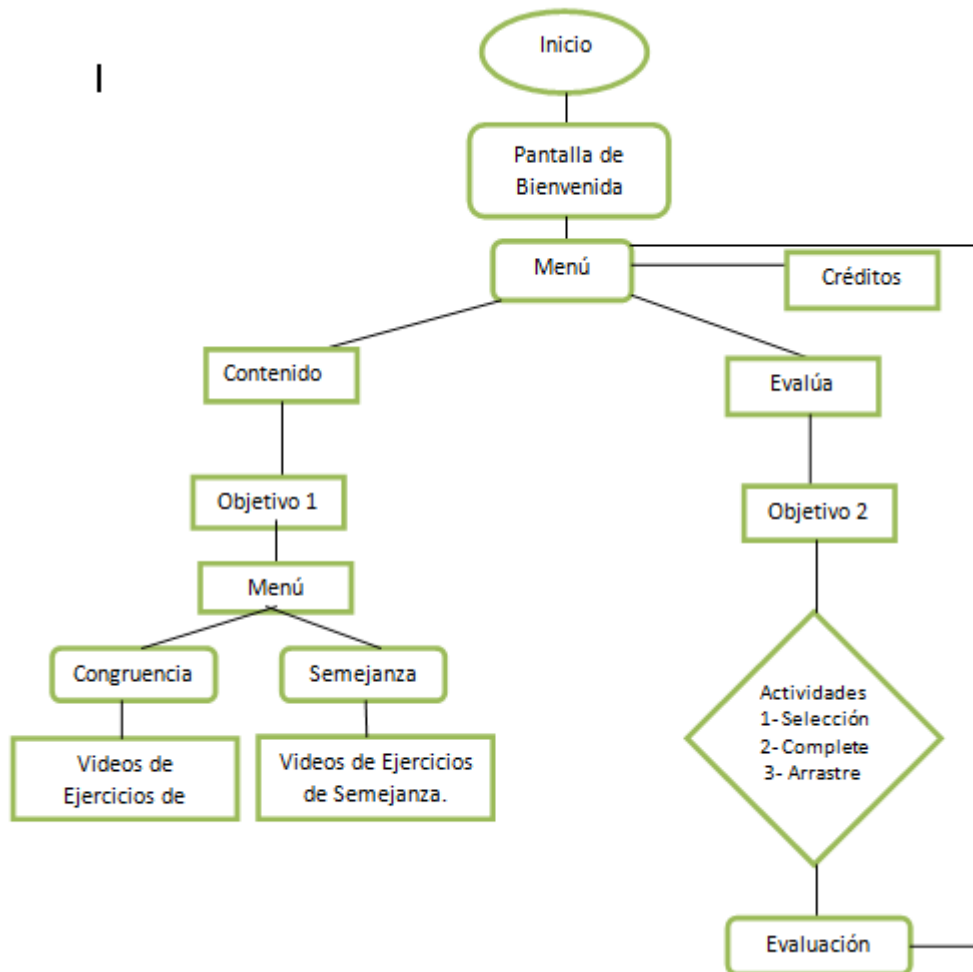 Inicio
I
Pantalla de
Bienvenida
Menú
Créditos
Contenido
Evalúa
Objetivo 1
Objetivo 2
Menú
Congruencia
Semejanza
Videos de
Ejercicios de
Videos de Ejercicios
de Semejanza.
Actividades
1- Selección
2- Complete
3- Arrastre
Evaluación